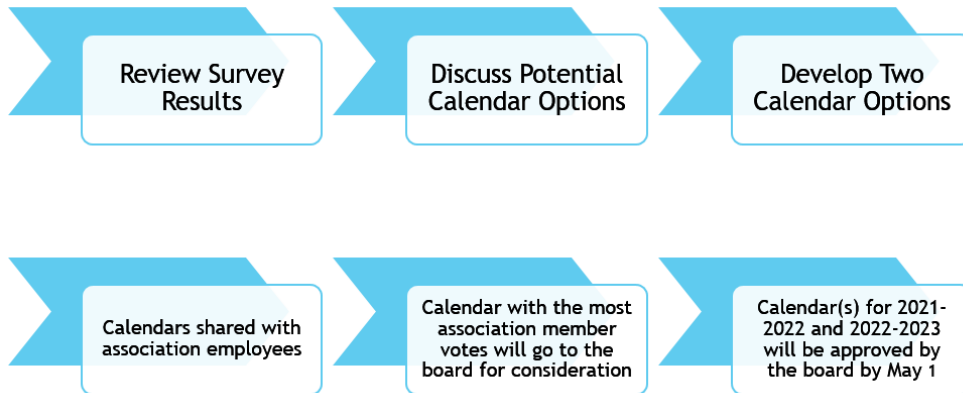 Review Survey
Results
Discuss Potential
Calendar Options
Develop Two
Calendar Options
Calendars shared with
association employees
Calendar with the most
association member
votes will go to the
board for consideration
Calendar(s) for 2021-
2022 and 2022-2023
will be approved by
the board by May 1